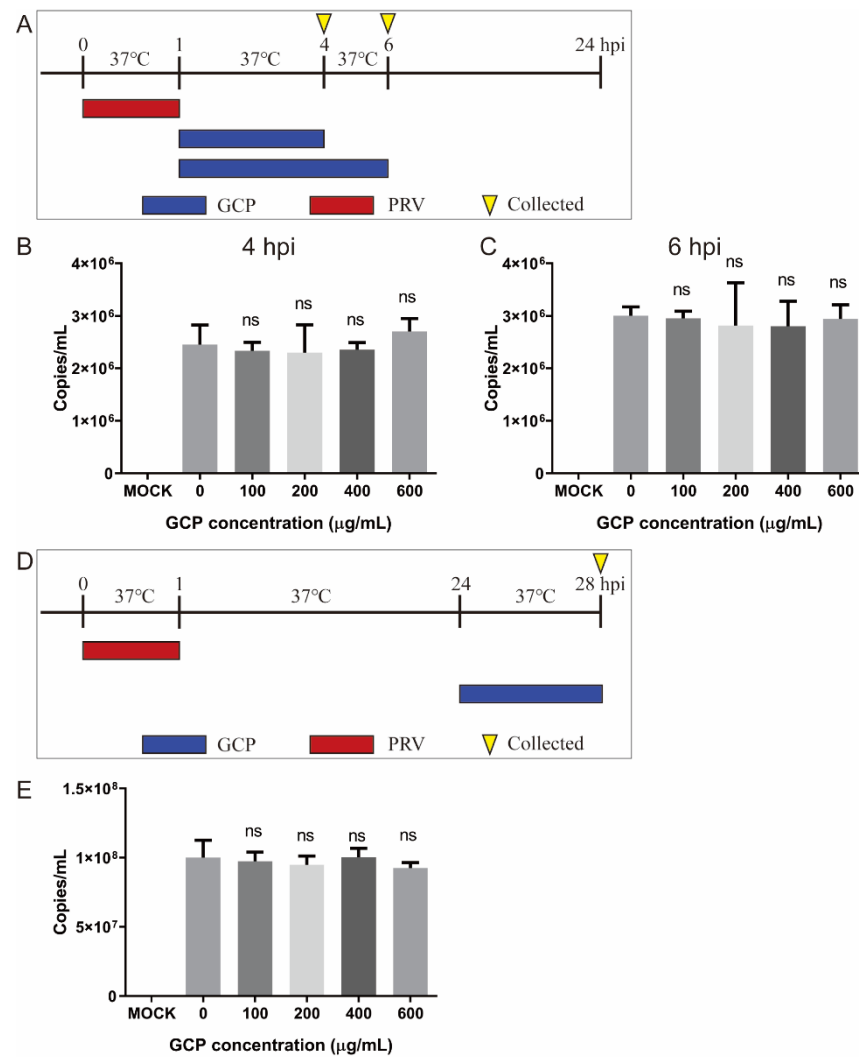 A
0 1 4 6 24 hpi
37°C 37°C 37°C
GCP PRV Collected
B 4 hpi
4×10⁶
3×10⁶
2×10⁶
1×10⁶
0
Copies/mL
ns ns ns ns
MOCK 0 100 200 400 600
GCP concentration (μg/mL)
C 6 hpi
4×10⁶
3×10⁶
2×10⁶
1×10⁶
0
Copies/mL
ns ns ns ns
MOCK 0 100 200 400 600
GCP concentration (μg/mL)
D
0 1 24 28 hpi
37°C 37°C 37°C
GCP PRV Collected
E
1.5×10⁸
1×10⁸
5×10⁷
0
Copies/mL
ns ns ns ns
MOCK 0 100 200 400 600
GCP concentration (μg/mL)